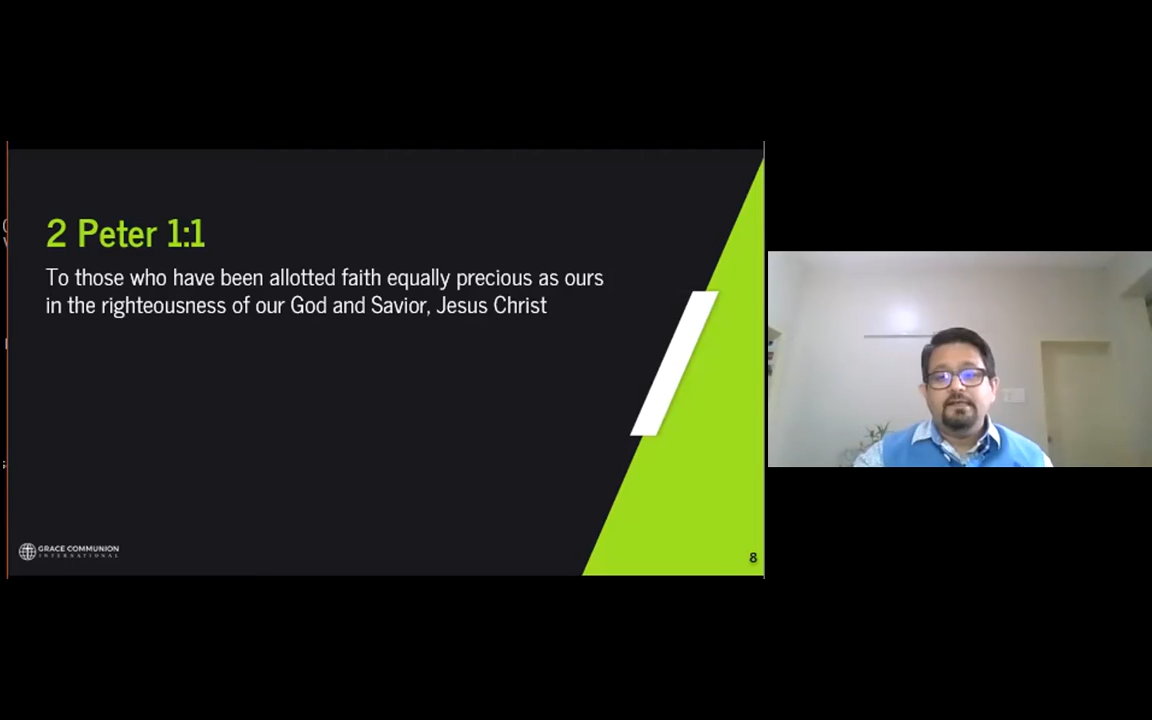 2 Peter 1:1
To those who have been allotted faith equally precious as ours
in the righteousness of our God and Savior, Jesus Christ
GRACE COMMUNION
INTERNATIONAL
8